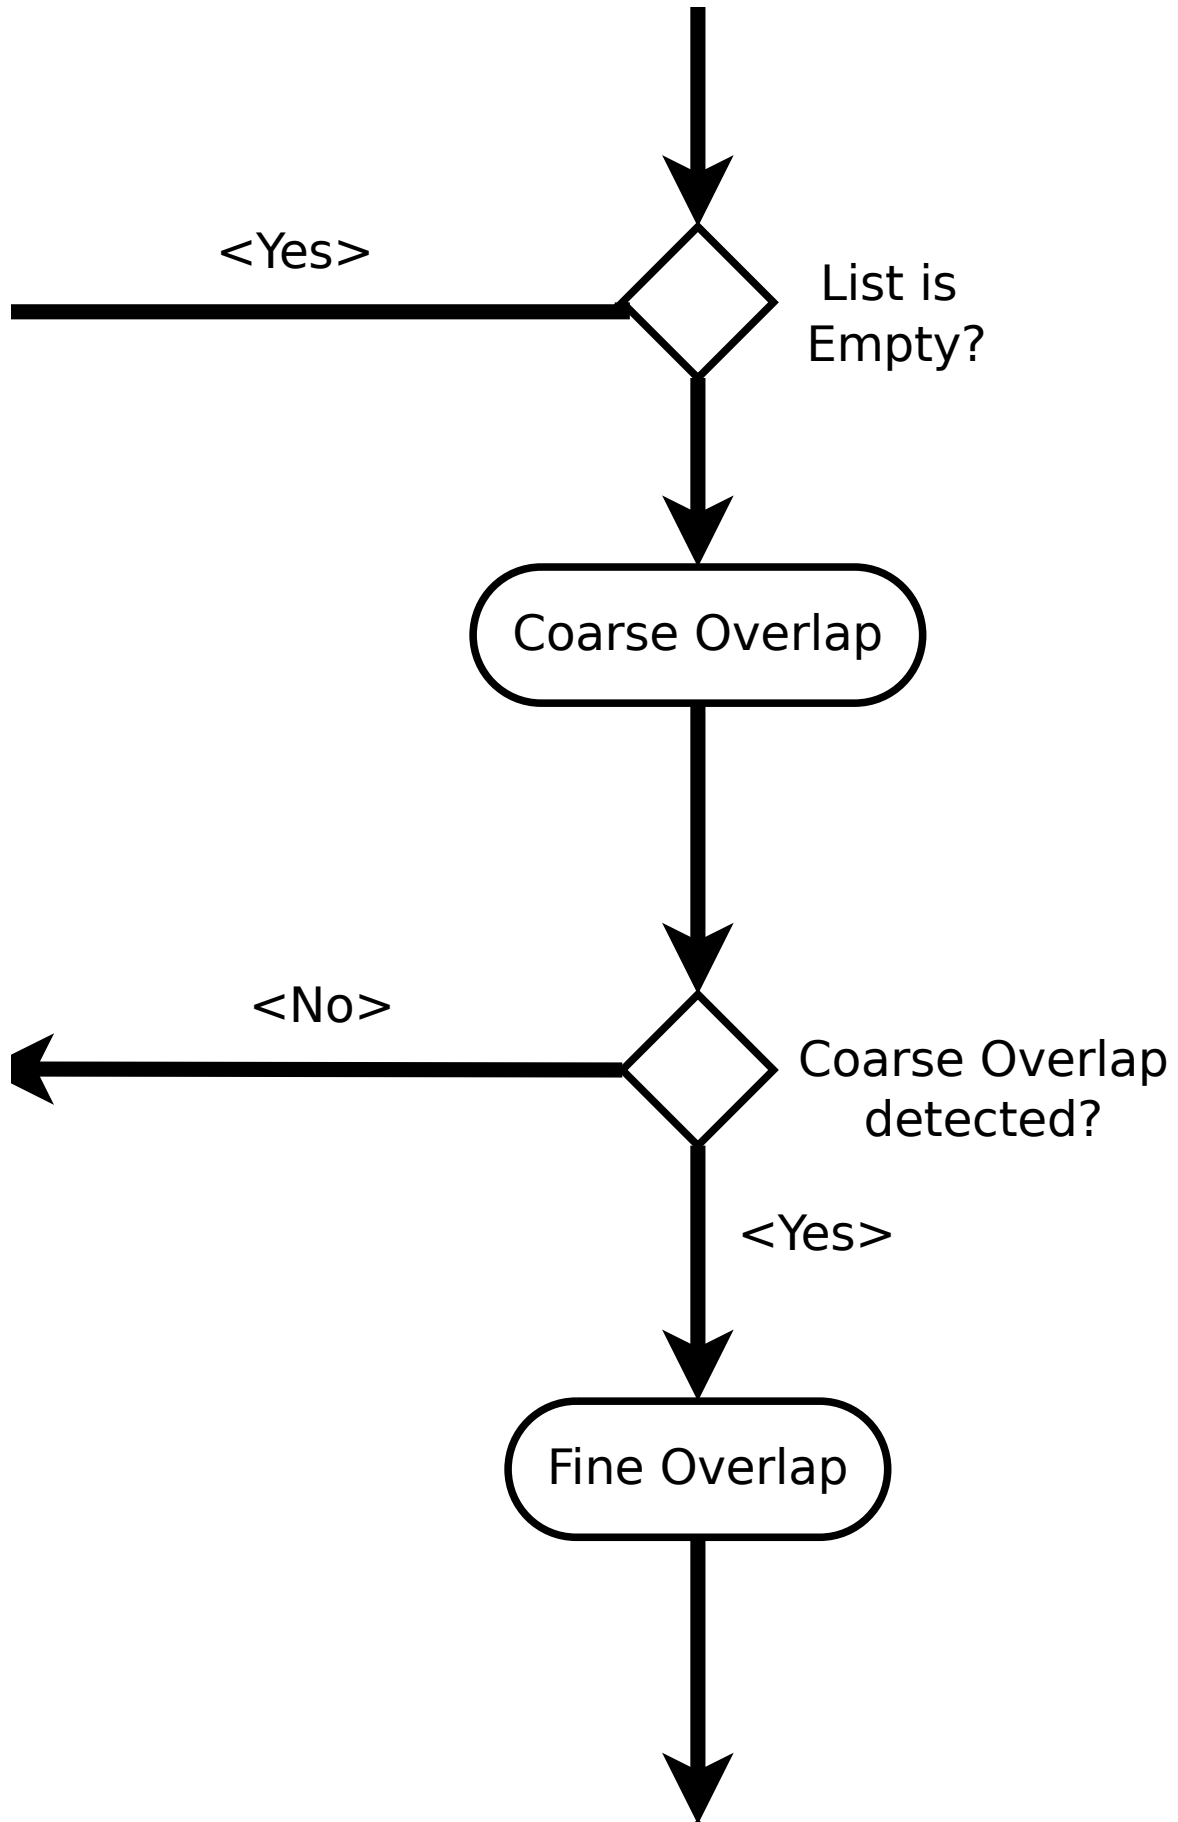 <Yes>
List is
Empty?
Coarse Overlap
<No>
Coarse Overlap
detected?
<Yes>
Fine Overlap